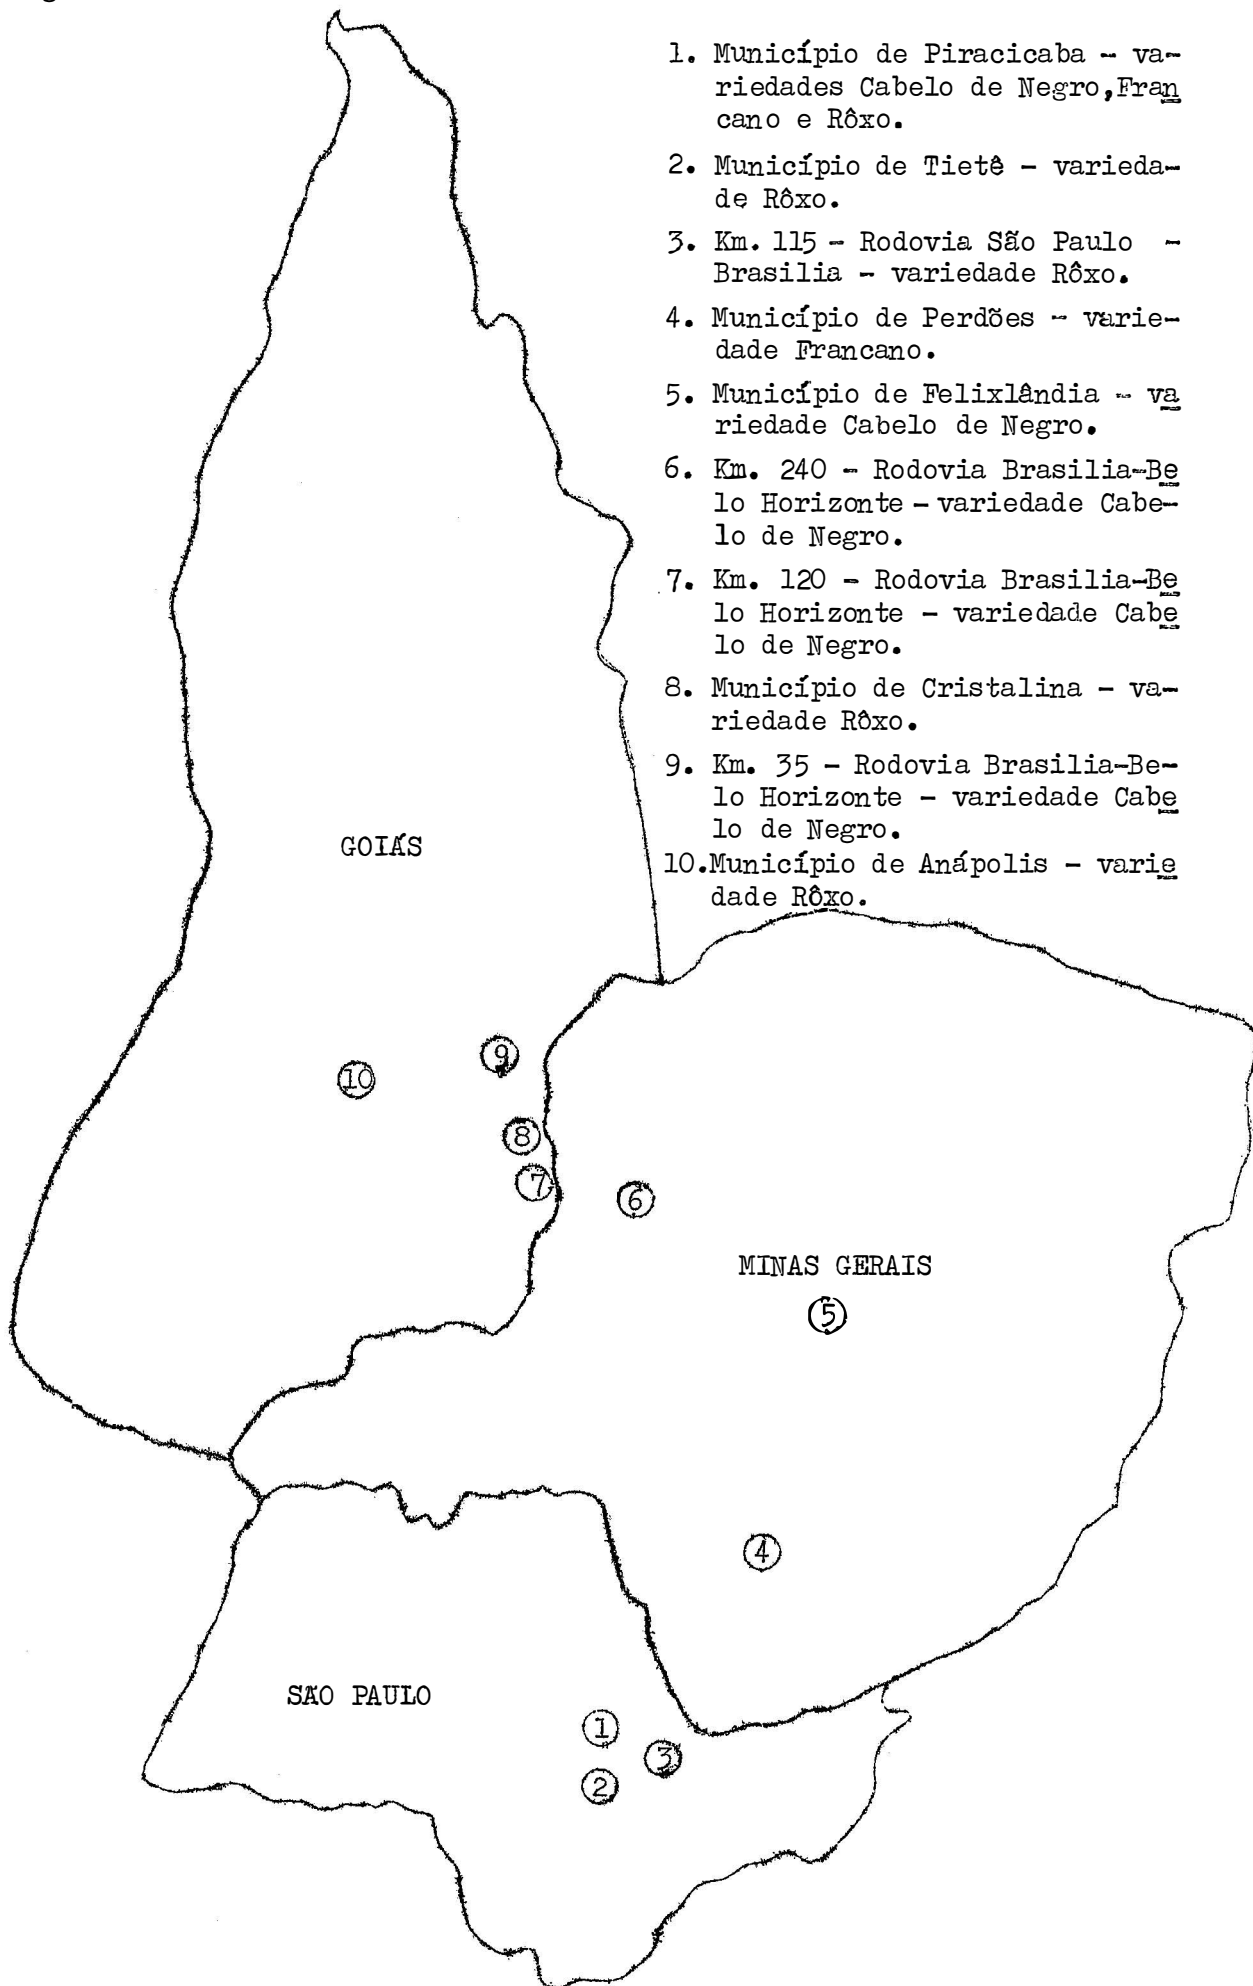 1. Município de Piracicaba - va-
riedades Cabelo de Negro, Fran
cano e Rôxo.
2. Município de Tietê - varieda-
de Rôxo.
3. Km. 115 - Rodovia São Paulo -
Brasilia - variedade Rôxo.
4. Município de Perdões - varie-
dade Francano.
5. Município de Felixlândia - va
riedade Cabelo de Negro.
6. Km. 240 - Rodovia Brasilia-Be
lo Horizonte - variedade Cabe-
lo de Negro.
7. Km. 120 - Rodovia Brasilia-Be
lo Horizonte - variedade Cabe
lo de Negro.
8. Município de Cristalina - va-
riedade Rôxo.
9. Km. 35 - Rodovia Brasilia-Be-
lo Horizonte - variedade Cabe
lo de Negro.
10.Município de Anápolis - varie
dade Rôxo.
GOIÁS
9
10
8
7
6
MINAS GERAIS
5
4
SÃO PAULO
1
3
2